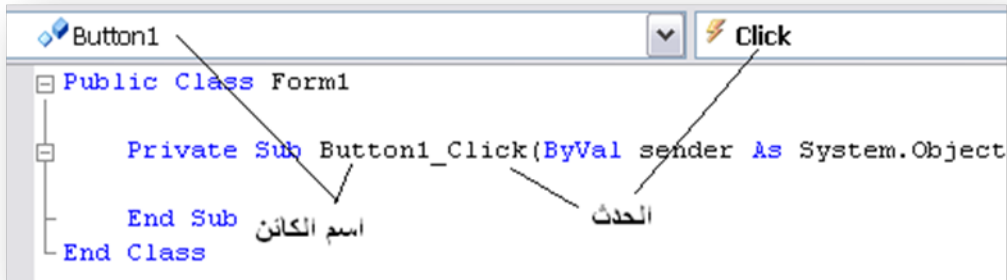 Button1 Click
Public Class Form1
Private Sub Button1_Click(ByVal sender As System.Object
الحدث
End Sub
اسم الكائن
End Class